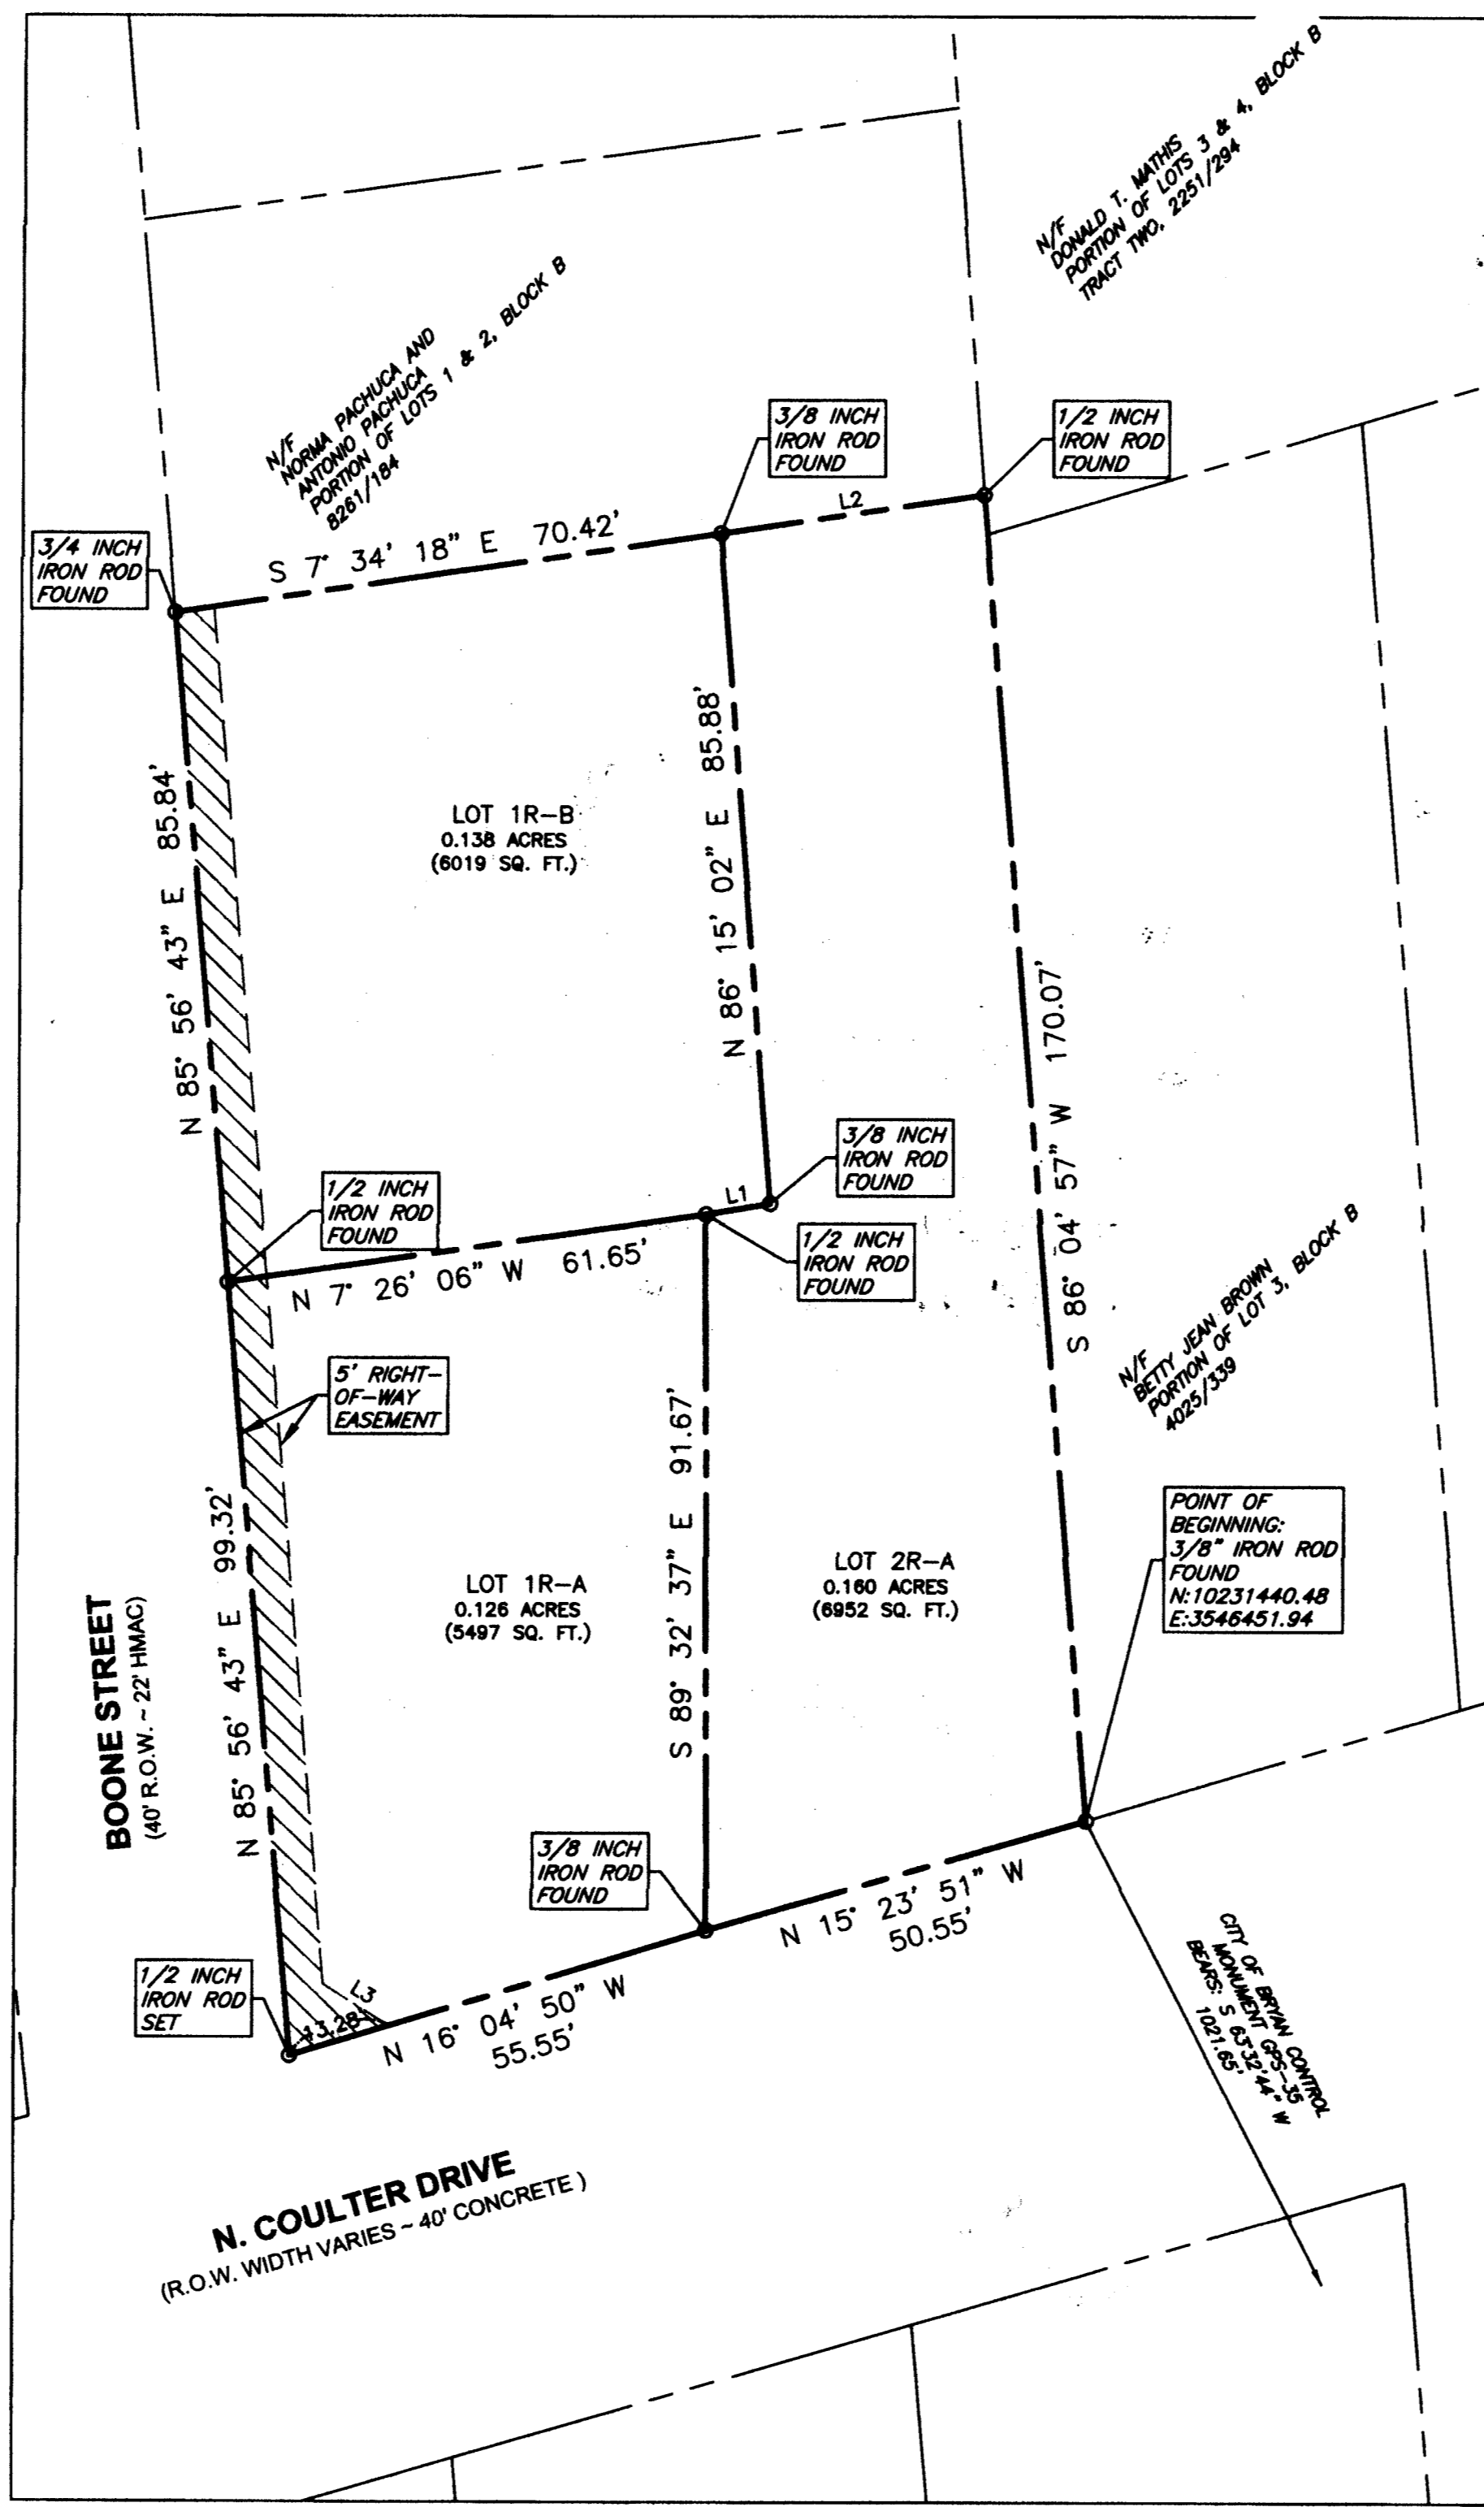 N/F
DONALD T. MATHIS
PORTION OF LOTS 3 & 4, BLOCK B
TRACT TWO, 2251/294
N/F
NORMA PACHUCA AND
ANTONIO PACHUCA
PORTION OF LOTS 1 & 2, BLOCK B
8261/184
3/8 INCH
IRON ROD
FOUND
1/2 INCH
IRON ROD
FOUND
3/4 INCH
IRON ROD
FOUND
S 7° 34' 18" E 70.42'
L2
N 85° 56' 43" E 85.84'
LOT 1R-B
0.138 ACRES
(6019 SQ. FT.)
N 86° 15' 02" E 85.88'
S 86° 04' 57" W 170.07'
3/8 INCH
IRON ROD
FOUND
1/2 INCH
IRON ROD
FOUND
L1
N 7° 26' 06" W 61.65'
1/2 INCH
IRON ROD
FOUND
N/F
BETTY JEAN BROWN
PORTION OF LOT 3, BLOCK B
4025/339
5' RIGHT-
OF-WAY
EASEMENT
N 85° 56' 43" E 99.32'
S 89° 32' 37" E 91.67'
POINT OF
BEGINNING:
3/8" IRON ROD
FOUND
N:10231440.48
E:3546451.94
LOT 1R-A
0.126 ACRES
(5497 SQ. FT.)
LOT 2R-A
0.160 ACRES
(6952 SQ. FT.)
BOONE STREET
(40' R.O.W. ~ 22' HMAC)
3/8 INCH
IRON ROD
FOUND
N 15° 23' 51" W
50.55'
1/2 INCH
IRON ROD
SET
L3
13.28'
N 16° 04' 50" W
55.55'
CITY OF BRYAN CONTROL
MONUMENT GPS-35
BEARS: S 63°32'44" W
1021.65'
N. COULTER DRIVE
(R.O.W. WIDTH VARIES ~ 40' CONCRETE )